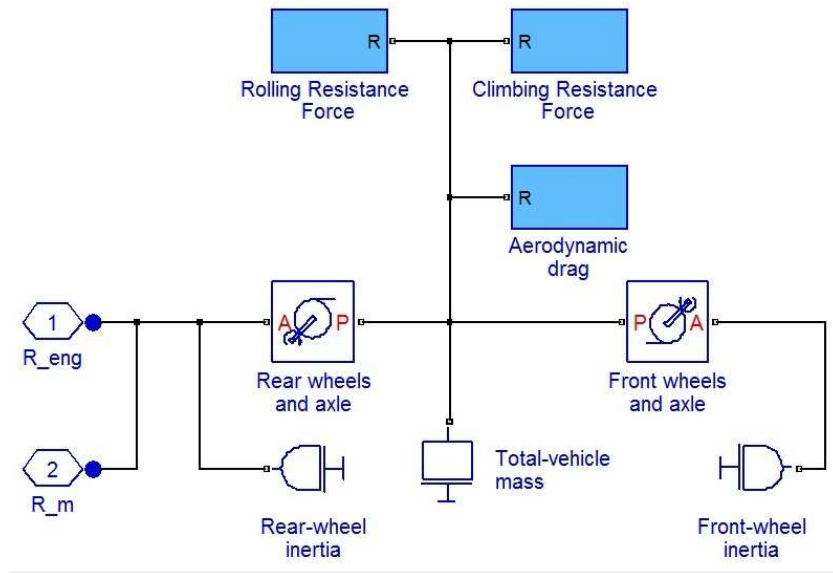 R
Rolling Resistance
Force
R
Climbing Resistance
Force
R
Aerodynamic
drag
1
R_eng
A
P
Rear wheels
and axle
P
A
Front wheels
and axle
2
R_m
Rear-wheel
inertia
Total-vehicle
mass
Front-wheel
inertia